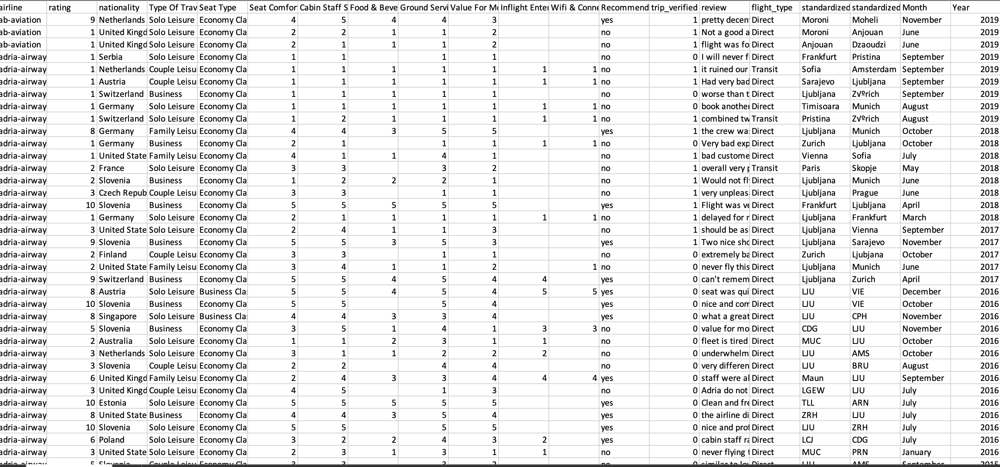 airline rating nationality Type Of Trav Seat Type Seat Comfor Cabin Staff S Food & Beve Ground Servi Value For Mo Inflight Enter Wifi & Conne Recommend trip_verified review flight_type standardized standardized Month Year
ab-aviation 9 Netherlands Solo Leisure Economy Cla 4 5 4 4 3 yes 1 pretty decen Direct Moroni Moheli November 2019
ab-aviation 1 United Kingd Solo Leisure Economy Cla 2 2 1 1 2 no 1 Not a good a Direct Moroni Anjouan June 2019
ab-aviation 1 United Kingd Solo Leisure Economy Cla 2 1 1 1 2 no 1 flight was fo Direct Anjouan Dzaoudzi June 2019
adria-airway 1 Serbia Solo Leisure Economy Cla 1 1 1 1 no 0 I will never f Direct Frankfurt Pristina September 2019
adria-airway 1 Netherlands Couple Leisu Economy Cla 1 1 1 1 1 1 1 no 1 it ruined our Transit Sofia Amsterdam September 2019
adria-airway 1 Austria Couple Leisu Economy Cla 1 1 1 1 1 1 1 no 1 Had very bad Direct Sarajevo Ljubljana September 2019
adria-airway 1 Switzerland Business Economy Cla 1 1 1 1 1 no 0 worse than t Direct Ljubljana Z√ºrich September 2019
adria-airway 1 Germany Solo Leisure Economy Cla 1 1 1 1 1 1 1 no 0 book another Direct Timisoara Munich August 2019
adria-airway 1 Switzerland Solo Leisure Economy Cla 1 2 1 1 1 1 1 no 1 combined tw Transit Pristina Z√ºrich August 2019
adria-airway 8 Germany Family Leisu Economy Cla 4 4 3 5 5 yes 1 the crew wa Direct Ljubljana Munich October 2018
adria-airway 1 Germany Business Economy Cla 2 1 1 1 1 1 no 0 Very bad exp Direct Zurich Ljubljana October 2018
adria-airway 1 United State Family Leisu Economy Cla 4 1 1 4 1 no 1 bad custome Direct Vienna Sofia July 2018
adria-airway 2 France Solo Leisure Economy Cla 3 3 3 2 no 1 overall very p Transit Paris Skopje May 2018
adria-airway 2 Slovenia Business Economy Cla 1 2 2 2 1 no 1 Would not fl Direct Ljubljana Munich June 2018
adria-airway 3 Czech Repub Couple Leisu Economy Cla 3 3 1 1 no 1 very unpleas Direct Ljubljana Prague June 2018
adria-airway 10 Slovenia Business Economy Cla 5 5 5 5 5 yes 1 Flight was ve Direct Frankfurt Ljubljana April 2018
adria-airway 1 Germany Solo Leisure Economy Cla 2 1 1 1 1 1 1 no 1 delayed for r Direct Ljubljana Frankfurt March 2018
adria-airway 3 United State Solo Leisure Economy Cla 2 4 1 1 3 no 1 should be as Direct Ljubljana Vienna September 2017
adria-airway 9 Slovenia Business Economy Cla 5 5 3 5 3 yes 1 Two nice sho Direct Ljubljana Sarajevo November 2017
adria-airway 2 Finland Couple Leisu Economy Cla 3 3 1 1 no 0 extremely ba Direct Zurich Ljubjana October 2017
adria-airway 2 United State Family Leisu Economy Cla 3 4 1 1 2 1 no 0 never fly this Direct Ljubljana Munich June 2017
adria-airway 9 Switzerland Business Economy Cla 5 5 4 5 4 4 yes 0 can't remem Direct Ljubljana Zurich April 2017
adria-airway 8 Austria Solo Leisure Business Cla 5 5 4 5 4 5 5 yes 0 seat was qui Direct LJU VIE December 2016
adria-airway 10 Slovenia Business Economy Cla 5 5 5 4 yes 0 nice and com Direct LJU VIE October 2016
adria-airway 8 Singapore Solo Leisure Business Cla 4 4 3 3 4 yes 0 what a great Direct LJU CPH November 2016
adria-airway 5 Slovenia Business Economy Cla 3 5 1 4 1 3 3 no 0 value for mo Direct CDG LJU November 2016
adria-airway 2 Australia Solo Leisure Economy Cla 1 1 2 3 1 1 no 0 fleet is tired Direct MUC LJU October 2016
adria-airway 3 Netherlands Solo Leisure Economy Cla 3 1 1 2 2 2 no 0 underwhelm Direct LJU AMS October 2016
adria-airway 3 Slovenia Couple Leisu Economy Cla 2 2 4 4 no 0 very differen Direct LJU BRU August 2016
adria-airway 6 United Kingd Family Leisu Economy Cla 2 4 3 3 4 4 4 yes 0 staff were al Direct Maun LJU September 2016
adria-airway 3 United Kingd Couple Leisu Economy Cla 4 5 1 3 no 0 Adria do not Direct LGEW LJU July 2016
adria-airway 10 Estonia Solo Leisure Economy Cla 5 5 5 5 5 yes 0 Clean and fre Direct TLL ARN July 2016
adria-airway 8 United State Business Economy Cla 4 4 3 5 4 yes 0 the airline di Direct ZRH LJU July 2016
adria-airway 10 Slovenia Solo Leisure Economy Cla 5 5 5 5 yes 0 nice and prof Direct LJU ZRH July 2016
adria-airway 6 Poland Solo Leisure Economy Cla 3 2 2 4 3 2 yes 0 cabin staff ra Direct LCJ CDG July 2016
adria-airway 3 United State Solo Leisure Economy Cla 2 3 1 3 1 1 no 0 never flying t Direct MUC PRN January 2016